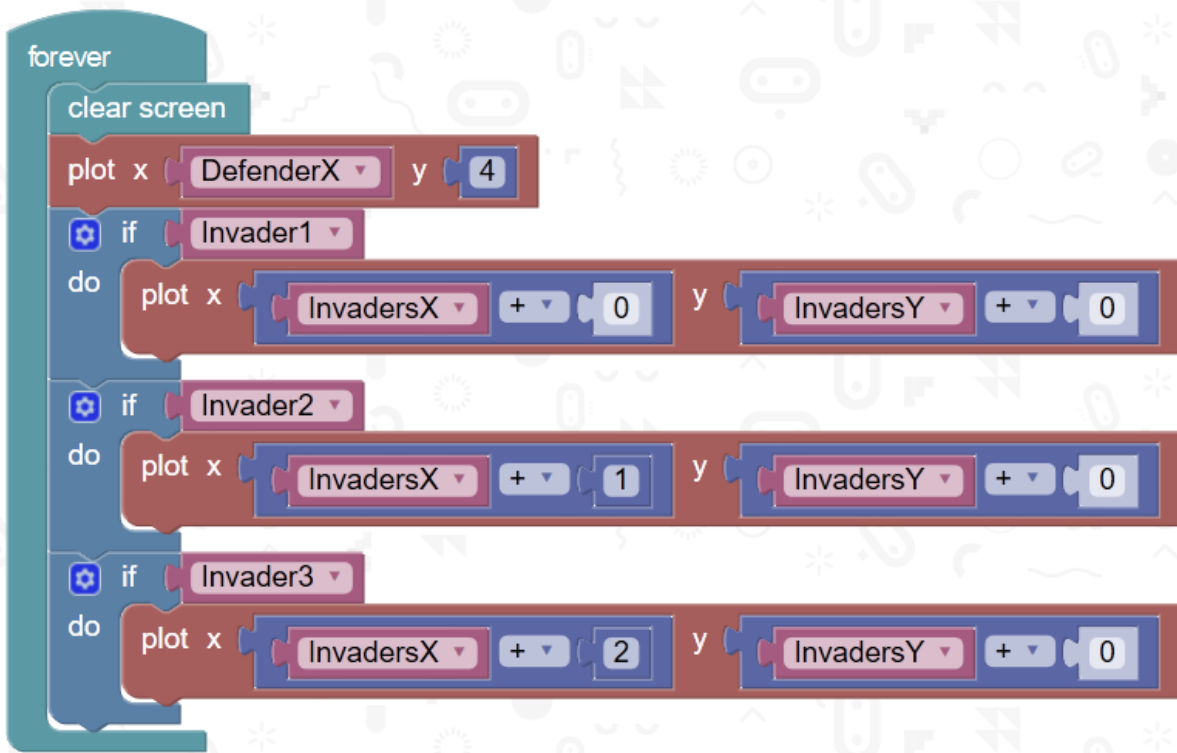 forever
clear screen
plot x DefenderX y 4
if Invader1
do plot x InvadersX + 0 y InvadersY + 0
if Invader2
do plot x InvadersX + 1 y InvadersY + 0
if Invader3
do plot x InvadersX + 2 y InvadersY + 0